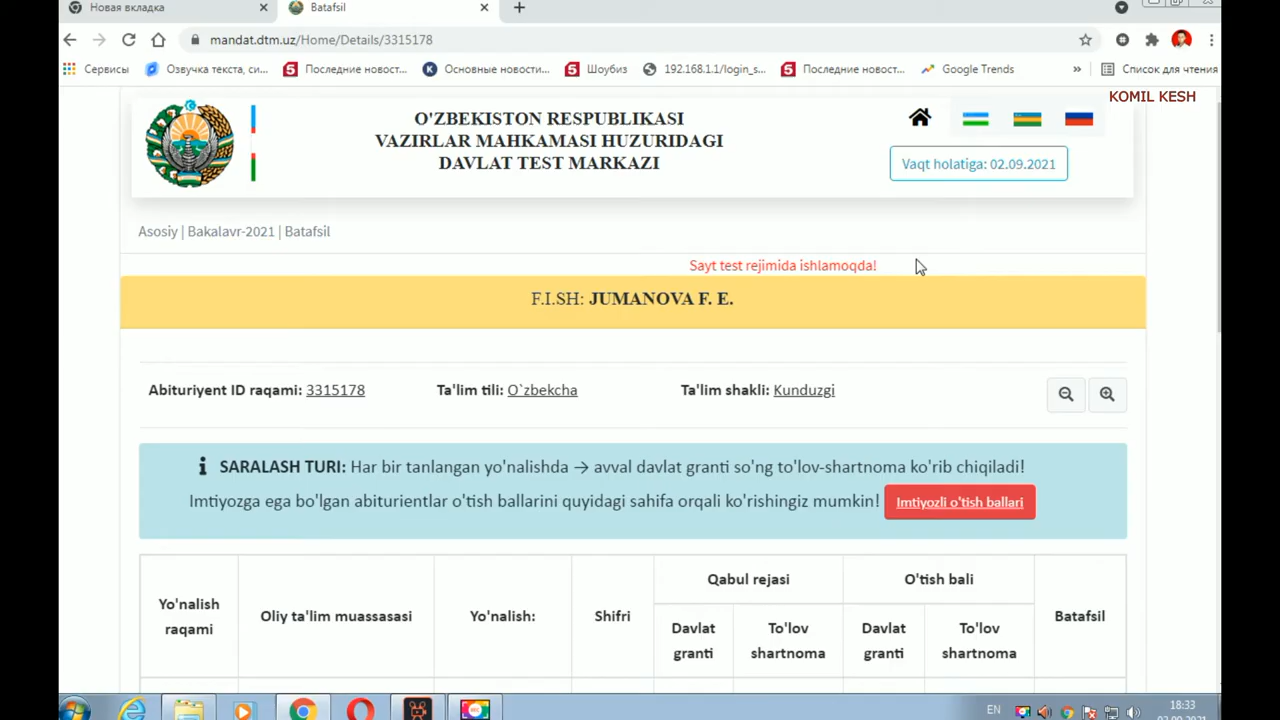 Новая вкладка
Batafsil
mandat.dtm.uz/Home/Details/3315178
Сервисы
Озвучка текста, си...
Последние новост...
Основные новости...
Шоубиз
192.168.1.1/login_s...
Последние новост...
Google Trends
»
Список для чтения
KOMIL KESH
O'ZBEKISTON RESPUBLIKASI
VAZIRLAR MAHKAMASI HUZURIDAGI
DAVLAT TEST MARKAZI
Vaqt holatiga: 02.09.2021
Asosiy | Bakalavr-2021 | Batafsil
Sayt test rejimida ishlamoqda!
F.I.SH: JUMANOVA F. E.
Abituriyent ID raqami: 3315178
Ta'lim tili: O`zbekcha
Ta'lim shakli: Kunduzgi
SARALASH TURI: Har bir tanlangan yo'nalishda → avval davlat granti so'ng to'lov-shartnoma ko'rib chiqiladi!
Imtiyozga ega bo'lgan abiturientlar o'tish ballarini quyidagi sahifa orqali ko'rishingiz mumkin! Imtiyozli o'tish ballari
Yo'nalish
raqami
Oliy ta'lim muassasasi
Yo'nalish:
Shifri
Qabul rejasi
Davlat
granti
To'lov
shartnoma
O'tish bali
Davlat
granti
To'lov
shartnoma
Batafsil
EN
18:33
02.09.2021